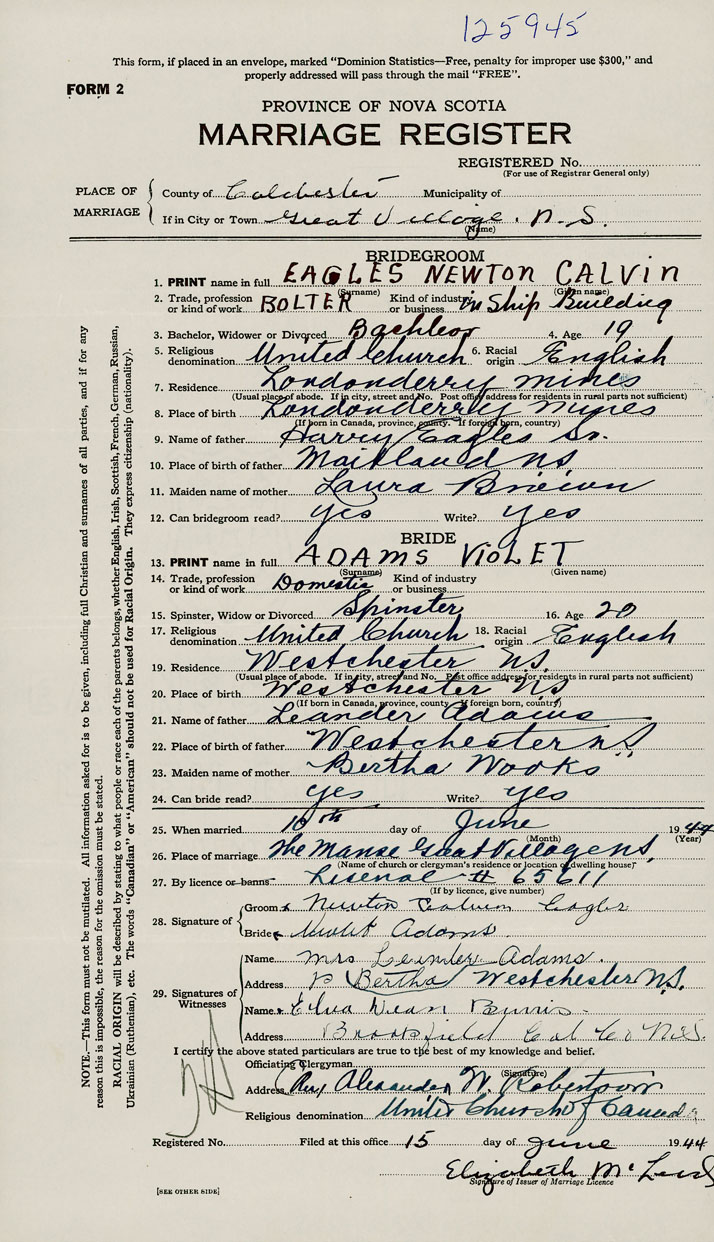 125945
This form, if placed in an envelope, marked "Dominion Statistics—Free, penalty for improper use $300," and
properly addressed will pass through the mail "FREE".
FORM 2
PROVINCE OF NOVA SCOTIA
MARRIAGE REGISTER
REGISTERED No.
(For use of Registrar General only)
PLACE OF MARRIAGE
County of Colchester Municipality of
If in City or Town Great Village, N.S.
(Name)
BRIDEGROOM
1. PRINT name in full EAGLES NEWTON CALVIN
(Surname) (Given name)
2. Trade, profession or kind of work BOLTER Kind of industry or business in Ship Building
3. Bachelor, Widower or Divorced Bachleor 4. Age 19
5. Religious denomination United Church 6. Racial origin English
7. Residence Londonderry Mines
(Usual place of abode. If in city, street and No. Post office address for residents in rural parts not sufficient)
8. Place of birth Londonderry Mines
(If born in Canada, province, county. If foreign born, country)
9. Name of father Harvey Eagles Sr.
10. Place of birth of father Maitland NS
11. Maiden name of mother Laura Brown
12. Can bridegroom read? yes Write? yes
BRIDE
13. PRINT name in full ADAMS VIOLET
(Surname) (Given name)
14. Trade, profession or kind of work Domestic Kind of industry or business
15. Spinster, Widow or Divorced Spinster 16. Age 20
17. Religious denomination United Church 18. Racial origin English
19. Residence Westchester N.S.
(Usual place of abode. If in city, street and No. Post office address for residents in rural parts not sufficient)
20. Place of birth Westchester N.S
(If born in Canada, province, county If foreign born, country)
21. Name of father Leander Adams
22. Place of birth of father Westchester N.S.
23. Maiden name of mother Bertha Wooks
24. Can bride read? yes Write? yes
25. When married 10th day of June 1944
(Month) (Year)
26. Place of marriage The Manse Great Village N.S.
(Name of church or clergyman's residence or location of dwelling house)
27. By licence or banns # 65611
(If by licence, give number)
28. Signature of
Groom Newton Calvin Eagles
Bride Violet Adams
29. Signatures of Witnesses
Name Mrs Leander Adams.
Address Bertha Westchester N.S.
Name Dean Burris.
Address Brookfield Col Co N.S.
I certify the above stated particulars are true to the best of my knowledge and belief.
Officiating Clergyman
(Signature)
Address Rev Alexander W. Robertson
Religious denomination United Church of Canada
Registered No. Filed at this office 15 day of June 1944
Elizabeth
Signature of Issuer of Marriage Licence
[SEE OTHER SIDE]
NOTE.—This form must not be mutilated. All information asked for is to be given, including full Christian and surnames of all parties, and if for any
reason this is impossible, the reason for the omission must be stated.
RACIAL ORIGIN will be described by stating to what people or race each of the parents belongs, whether English, Irish, Scottish, French, German, Russian,
Ukrainian (Ruthenian), etc. The words "Canadian" or "American" should not be used for Racial Origin. They express citizenship (nationality).